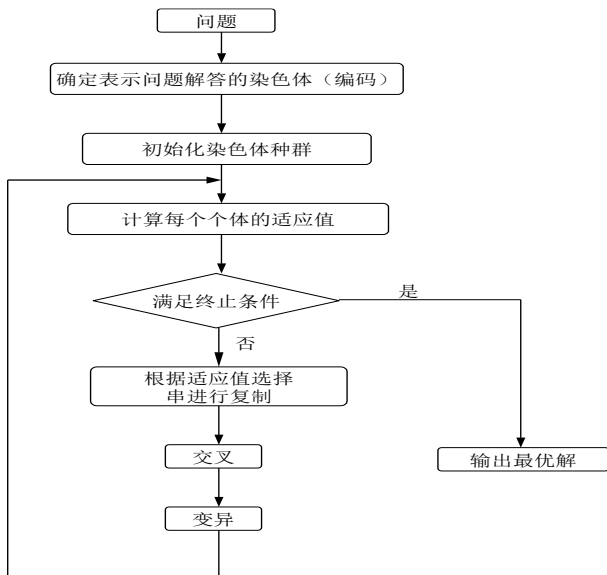 问题
确定表示问题解答的染色体（编码）
初始化染色体种群
计算每个个体的适应值
满足终止条件
是
否
根据适应值选择
串进行复制
交叉
输出最优解
变异